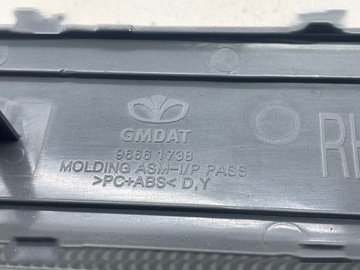 GMDAT
9668 1738
MOLDING ASM-I/P PASS
>PC+ABS< D,Y
RH